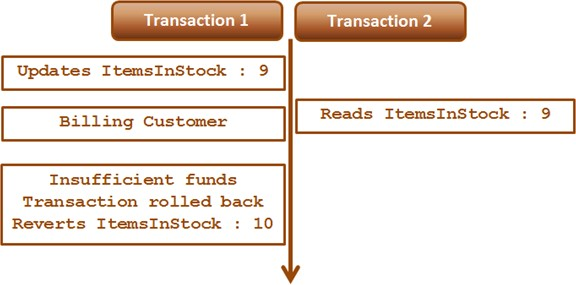 Transaction 1
Transaction 2
Updates ItemsInStock : 9
Billing Customer
Reads ItemsInStock : 9
Insufficient funds
Transaction rolled back
Reverts ItemsInStock : 10